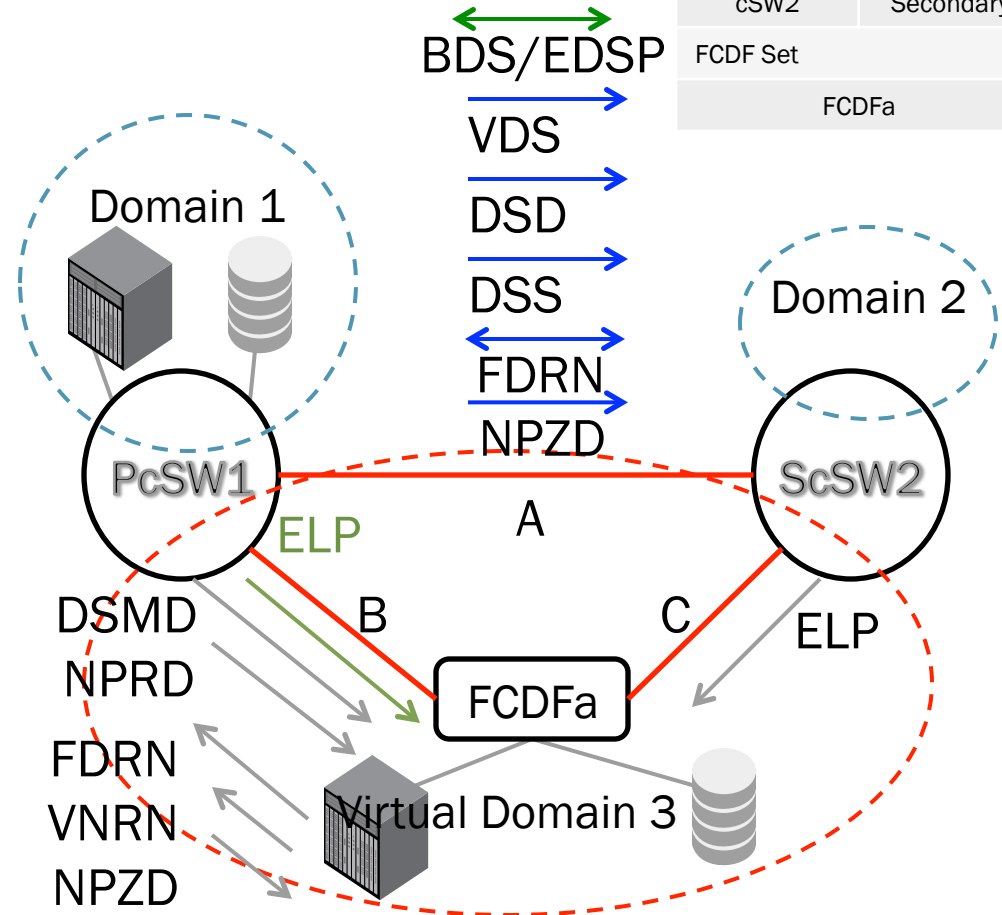 cSW2 Secondary
BDS/EDSP
FCDF Set
FCDFa
VDS
Domain 1
DSD
DSS
Domain 2
FDRN
NPZD
PcSW1
ScSW2
A
ELP
DSMD
B
C
ELP
NPRD
FCDFa
FDRN
Virtual Domain 3
VNRN
NPZD